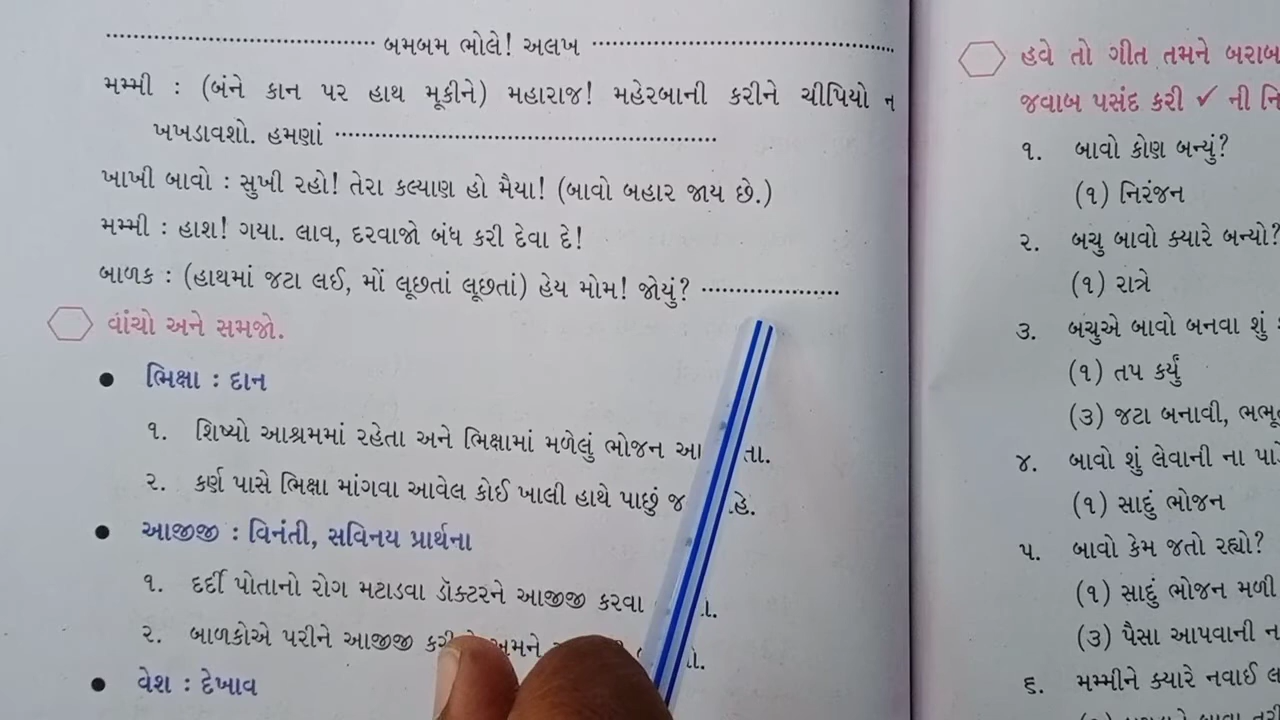 .................................... બમબમ ભોલે! અલખ ........................................
મમ્મી : (બંને કાન પર હાથ મૂકીને) મહારાજ! મહેરબાની કરીને ચીપિયો ન
ખખડાવશો. હમણાં ...................................................
ખાખી બાવો : સુખી રહો! તેરા કલ્યાણ હો મૈયા! (બાવો બહાર જાય છે.)
મમ્મી : હાશ! ગયા. લાવ, દરવાજો બંધ કરી દેવા દે!
બાળક : (હાથમાં જટા લઈ, મોં લૂછતાં લૂછતાં) હેય મોમ! જોયું? ...................
વાંચો અને સમજો.
● ભિક્ષા : દાન
૧. શિષ્યો આશ્રમમાં રહેતા અને ભિક્ષામાં મળેલું ભોજન
૨. કર્ણ પાસે ભિક્ષા માંગવા આવેલ કોઈ ખાલી હાથે પાછું
● આજીજી : વિનંતી, સવિનય પ્રાર્થના
૧. દર્દી પોતાનો રોગ મટાડવા ડૉક્ટરને આજીજી કરવા
૨. બાળકોએ પરીને આજીજી
● વેશ : દેખાવ
હવે તો ગીત તમને
જવાબ પસંદ કરી ✓ ની
૧. બાવો કોણ બન્યું?
(૧) નિરંજન
૨. બચુ બાવો ક્યારે બન્યો?
(૧) રાત્રે
૩. બચુએ બાવો બનવા શું
(૧) તપ કર્યું
(૩) જટા બનાવી,
૪. બાવો શું લેવાની ના
(૧) સાદું ભોજન
૫. બાવો કેમ જતો રહ્યો?
(૧) સાદું ભોજન મળી
(૩) પૈસા આપવાની
૬. મમ્મીને ક્યારે નવાઈ